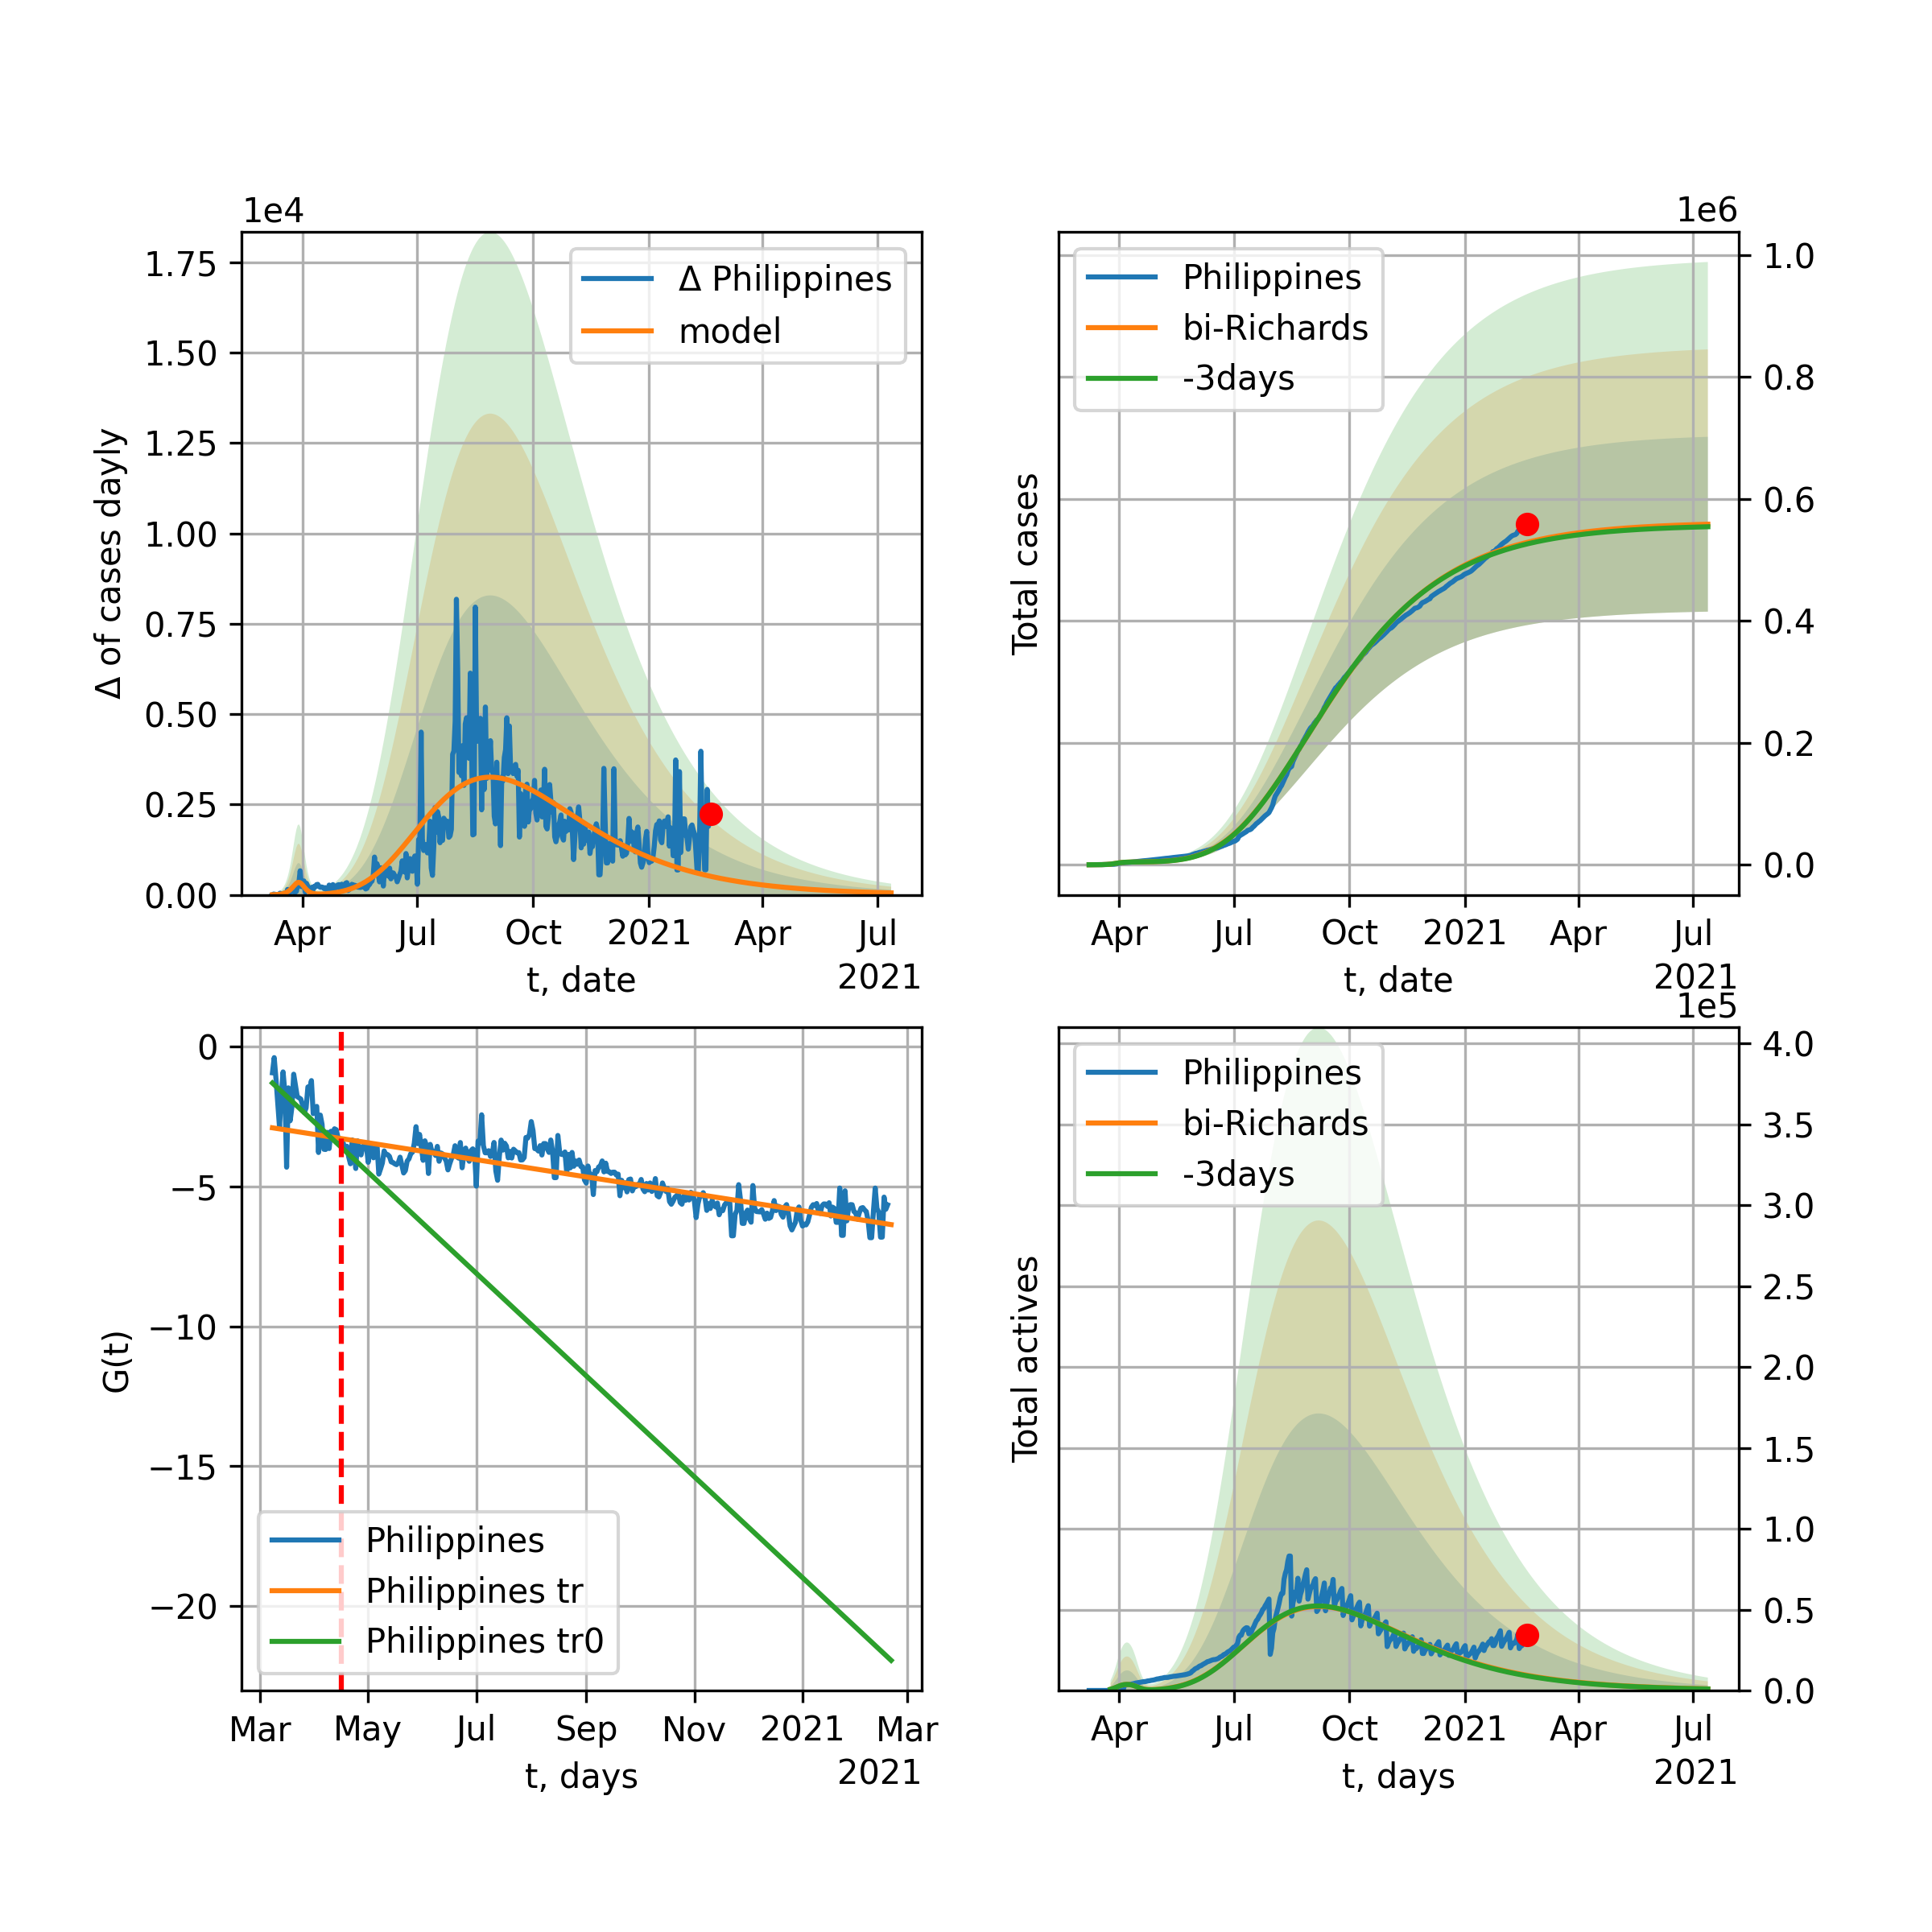 1e4
1.75
1.50
1.25
1.00
0.75
0.50
0.25
0.00
Δ of cases dayly
Δ Philippines
model
Apr Jul Oct 2021 Apr Jul
t, date
2021
1e6
1.0
0.8
0.6
0.4
0.2
0.0
Total cases
Philippines
bi-Richards
-3days
Apr Jul Oct 2021 Apr Jul
t, date
2021
0
−5
−10
−15
−20
G(t)
Philippines
Philippines tr
Philippines tr0
Mar May Jul Sep Nov 2021 Mar
t, days
2021
1e5
4.0
3.5
3.0
2.5
2.0
1.5
1.0
0.5
0.0
Total actives
Philippines
bi-Richards
-3days
Apr Jul Oct 2021 Apr Jul
t, days
2021